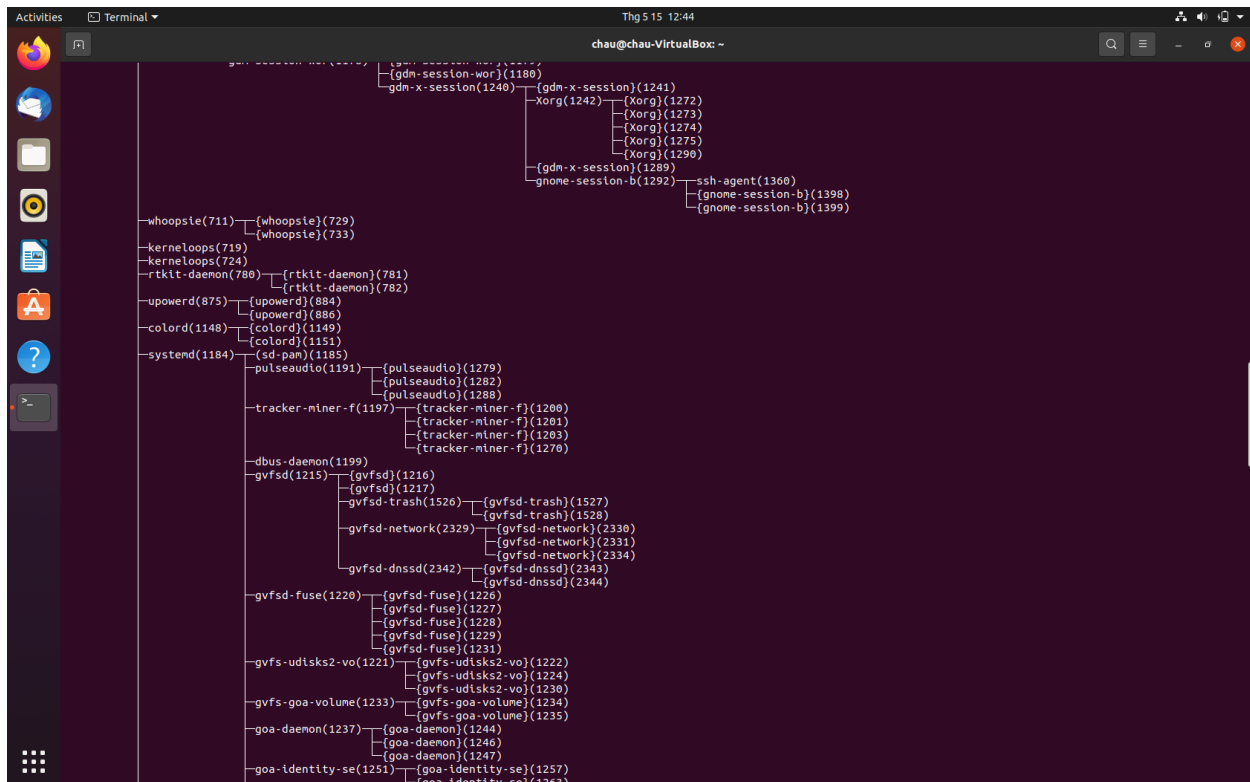 Activities Terminal Thg 5 15 12:44
chau@chau-VirtualBox: ~
├─{gdm-session-wor}(1180)
└─gdm-x-session(1240)─┬─{gdm-x-session}(1241)
├─Xorg(1242)─┬─{Xorg}(1272)
├─{Xorg}(1273)
├─{Xorg}(1274)
├─{Xorg}(1275)
└─{Xorg}(1290)
├─{gdm-x-session}(1289)
└─gnome-session-b(1292)─┬─ssh-agent(1360)
├─{gnome-session-b}(1398)
└─{gnome-session-b}(1399)
├─whoopsie(711)─┬─{whoopsie}(729)
└─{whoopsie}(733)
├─kerneloops(719)
├─kerneloops(724)
├─rtkit-daemon(780)─┬─{rtkit-daemon}(781)
└─{rtkit-daemon}(782)
├─upowerd(875)─┬─{upowerd}(884)
└─{upowerd}(886)
├─colord(1148)─┬─{colord}(1149)
└─{colord}(1151)
├─systemd(1184)─┬─(sd-pam)(1185)
├─pulseaudio(1191)─┬─{pulseaudio}(1279)
├─{pulseaudio}(1282)
└─{pulseaudio}(1288)
├─tracker-miner-f(1197)─┬─{tracker-miner-f}(1200)
├─{tracker-miner-f}(1201)
├─{tracker-miner-f}(1203)
└─{tracker-miner-f}(1270)
├─dbus-daemon(1199)
├─gvfsd(1215)─┬─{gvfsd}(1216)
├─{gvfsd}(1217)
├─gvfsd-trash(1526)─┬─{gvfsd-trash}(1527)
└─{gvfsd-trash}(1528)
├─gvfsd-network(2329)─┬─{gvfsd-network}(2330)
├─{gvfsd-network}(2331)
└─{gvfsd-network}(2334)
└─gvfsd-dnssd(2342)─┬─{gvfsd-dnssd}(2343)
└─{gvfsd-dnssd}(2344)
├─gvfsd-fuse(1220)─┬─{gvfsd-fuse}(1226)
├─{gvfsd-fuse}(1227)
├─{gvfsd-fuse}(1228)
├─{gvfsd-fuse}(1229)
└─{gvfsd-fuse}(1231)
├─gvfs-udisks2-vo(1221)─┬─{gvfs-udisks2-vo}(1222)
├─{gvfs-udisks2-vo}(1224)
└─{gvfs-udisks2-vo}(1230)
├─gvfs-goa-volume(1233)─┬─{gvfs-goa-volume}(1234)
└─{gvfs-goa-volume}(1235)
├─goa-daemon(1237)─┬─{goa-daemon}(1244)
├─{goa-daemon}(1246)
└─{goa-daemon}(1247)
├─goa-identity-se(1251)─┬─{goa-identity-se}(1257)